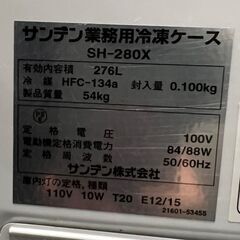 サンデン業務用冷凍ケース
SH-280X
有効内容積 276L
冷媒 HFC-134a 封入量 0.100kg
製品質量 54kg
定格電圧 100V
電動機定格消費電力 84/88W
定格周波数 50/60Hz
サンデン株式会社
庫内灯の定格，種類
110V 10W T20 E12/15
21601-53455